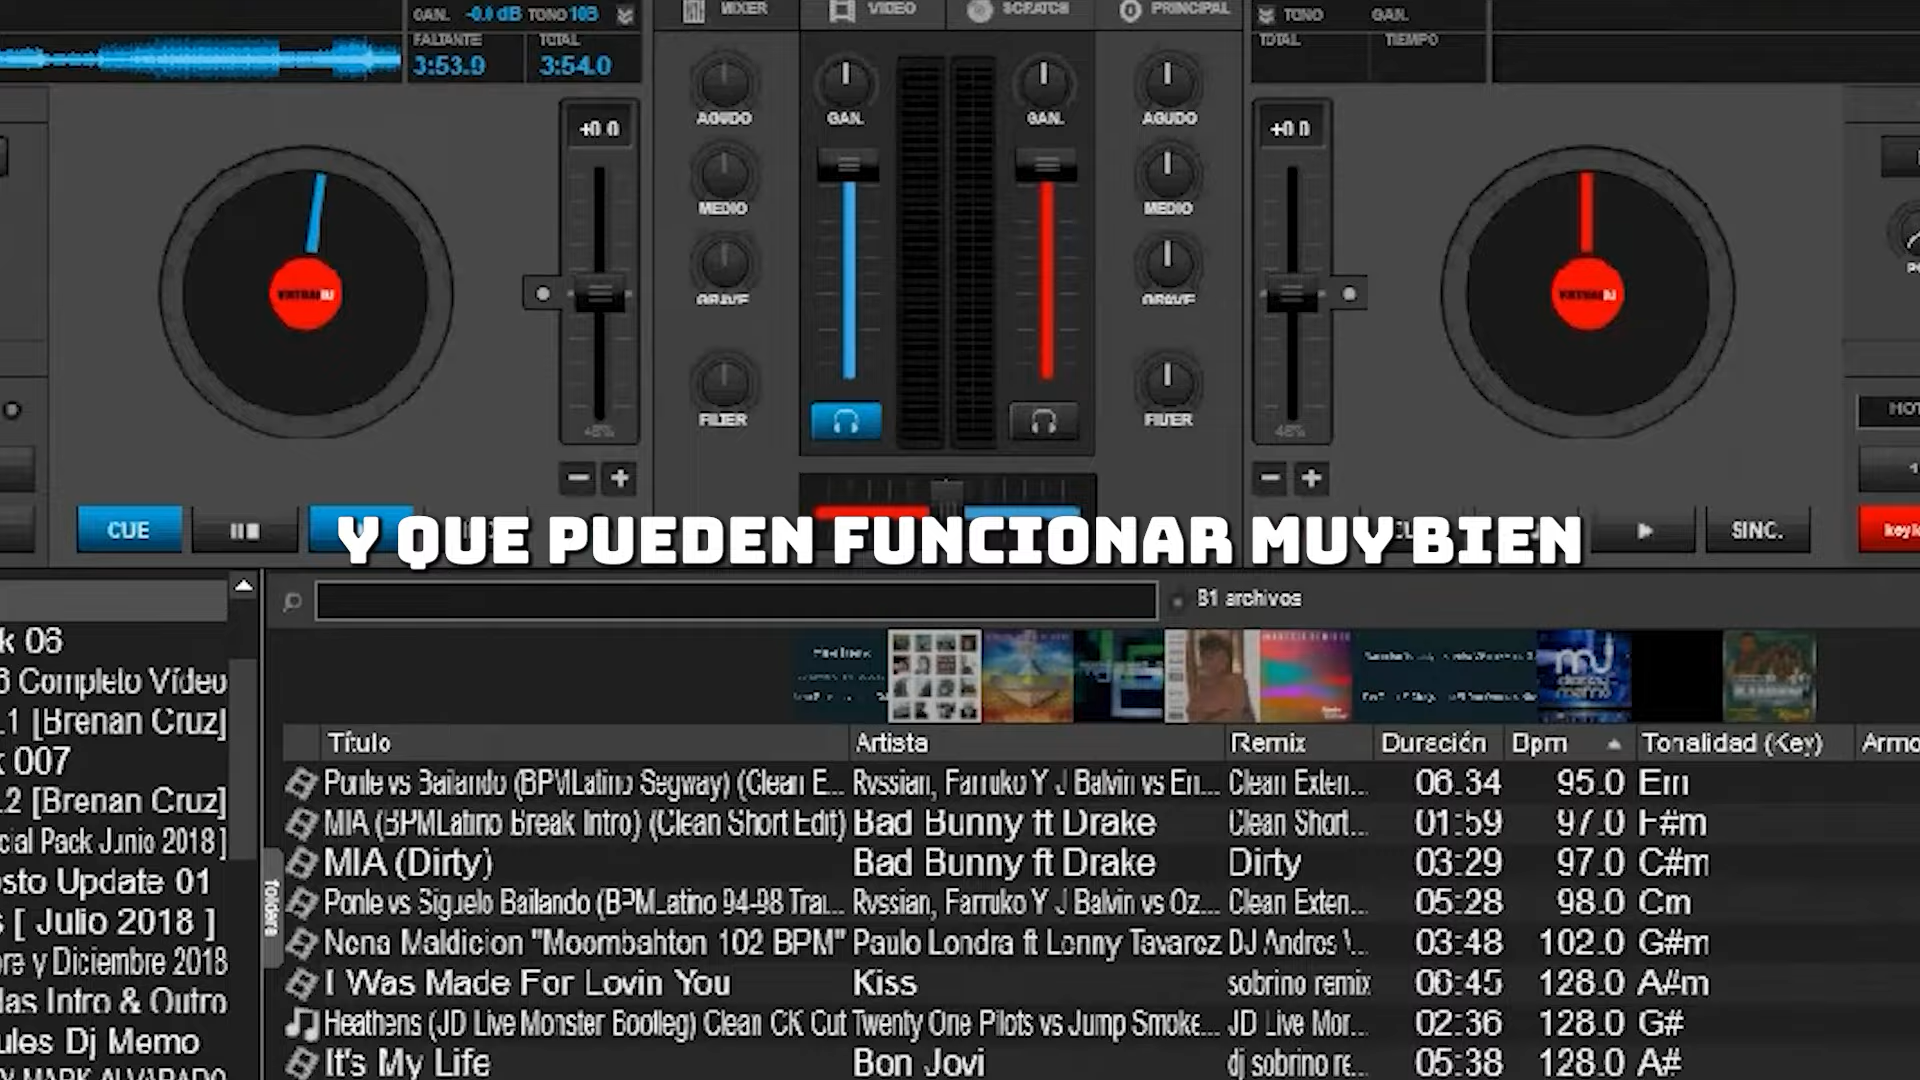 GAN. -0.0 dB TONO 10B
MIXER
VIDEO
SCRATCH
PRINCIPAL
TONO
GAN.
FALTANTE
TOTAL
TOTAL
TIEMPO
3:53.9
3:54.0
+0.0
AGUDO
GAN.
GAN.
AGUDO
+0.0
MEDIO
MEDIO
VIRTUALDJ
VIRTUALDJ
GRAVE
GRAVE
FILTER
FILTER
CUE
SINC.
Y QUE PUEDEN FUNCIONAR MUY BIEN
81 archivos
k 06
6 Completo Vídeo
.1 [Brenan Cruz]
k 007
.2 [Brenan Cruz]
cial Pack Junio 2018 ]
sto Update 01
s [ Julio 2018 ]
re y Diciembre 2018
las Intro & Outro
ules Dj Memo
Y MARK ALVARADO
folders
Título Artista Remix Duración Bpm Tonalidad (Key) Armo
Ponle vs Bailando (BPMLatino Segway) (Clean E... Rvssian, Farruko Y J Balvin vs En... Clean Exten... 06:34 95.0 Em
MIA (BPMLatino Break Intro) (Clean Short Edit) Bad Bunny ft Drake Clean Short... 01:59 97.0 F#m
MIA (Dirty) Bad Bunny ft Drake Dirty 03:29 97.0 C#m
Ponle vs Siguelo Bailando (BPMLatino 94-98 Tra... Rvssian, Farruko Y J Balvin vs Oz... Clean Exten... 05:28 98.0 Cm
Nena Maldicion "Moombahton 102 BPM" Paulo Londra ft Lenny Tavarez DJ Andres V... 03:48 102.0 G#m
I Was Made For Lovin You Kiss sobrino remix 06:45 128.0 A#m
Heathens (JD Live Monster Bootleg) Clean CK Cut Twenty One Pilots vs Jump Smoke... JD Live Mor... 02:36 128.0 G#
It's My Life Bon Jovi dj sobrino re... 05:38 128.0 A#